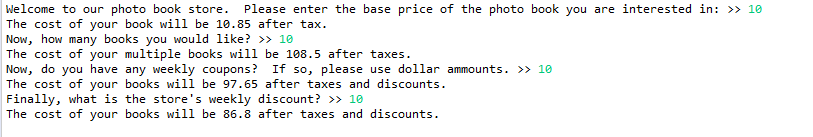 Welcome to our photo book store.  Please enter the base price of the photo book you are interested in: >> 10
The cost of your book will be 10.85 after tax.
Now, how many books you would like? >> 10
The cost of your multiple books will be 108.5 after taxes.
Now, do you have any weekly coupons?  If so, please use dollar ammounts. >> 10
The cost of your books will be 97.65 after taxes and discounts.
Finally, what is the store's weekly discount? >> 10
The cost of your books will be 86.8 after taxes and discounts.